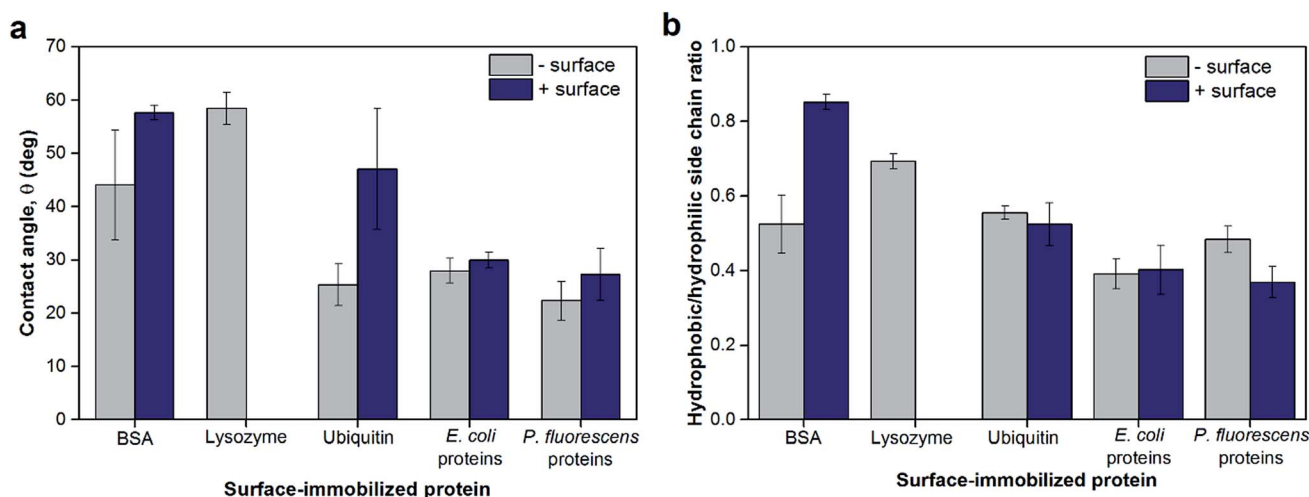 a
Contact angle, θ (deg)
70
60
50
40
30
20
10
0
- surface
+ surface
BSA
Lysozyme
Ubiquitin
E. coli
proteins
P. fluorescens
proteins
Surface-immobilized protein
b
Hydrophobic/hydrophilic side chain ratio
1.0
0.8
0.6
0.4
0.2
0.0
- surface
+ surface
BSA
Lysozyme
Ubiquitin
E. coli
proteins
P. fluorescens
proteins
Surface-immobilized protein